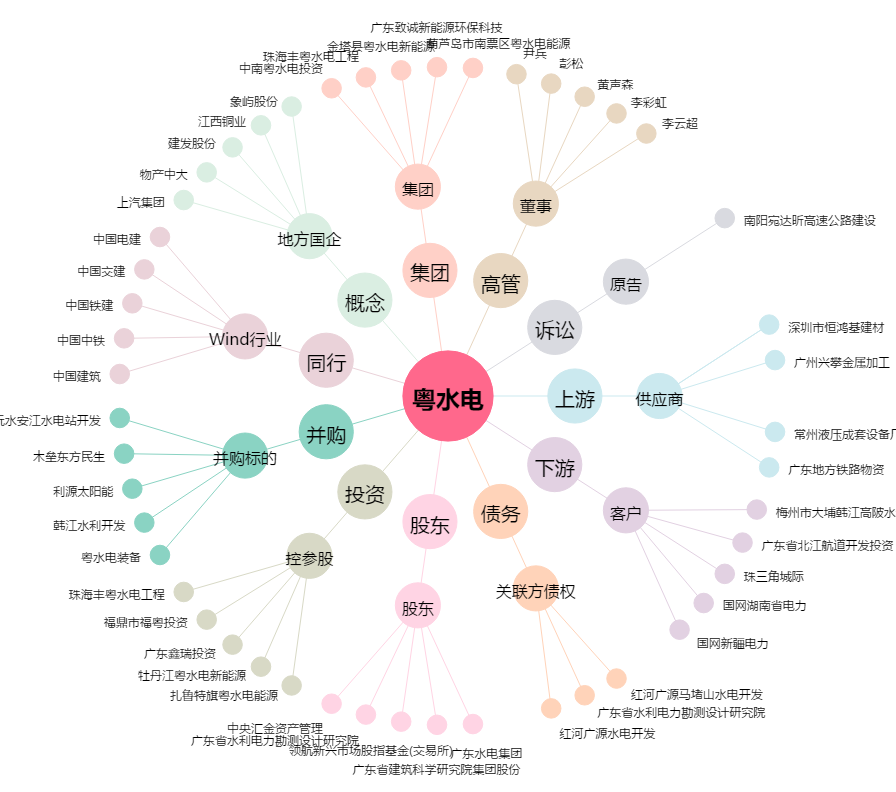 广东致诚新能源环保科技
金塔县粤水电新能源
葫芦岛市南票区粤水电能源
珠海丰粤水电工程
中南粤水电投资
尹兵
彭松
黄声森
李彩虹
李云超
象屿股份
江西铜业
建发股份
物产中大
上汽集团
集团
董事
地方国企
集团
高管
概念
南阳宛达昕高速公路建设
原告
诉讼
中国电建
中国交建
中国铁建
中国中铁
中国建筑
Wind行业
同行
粤水电
上游
供应商
深圳市恒鸿基建材
广州兴攀金属加工
常州液压成套设备厂
广东地方铁路物资
沅水安江水电站开发
木垒东方民生
利源太阳能
韩江水利开发
粤水电装备
并购标的
并购
下游
客户
梅州市大埔韩江高陂水
广东省北江航道开发投资
珠三角城际
国网湖南省电力
国网新疆电力
投资
股东
债务
控参股
股东
关联方债权
珠海丰粤水电工程
福鼎市福粤投资
广东鑫瑞投资
牡丹江粤水电新能源
扎鲁特旗粤水电能源
中央汇金资产管理
广东省水利电力勘测设计研究院
领航新兴市场股指基金(交易所)
广东水电集团
广东省建筑科学研究院集团股份
红河广源马堵山水电开发
广东省水利电力勘测设计研究院
红河广源水电开发